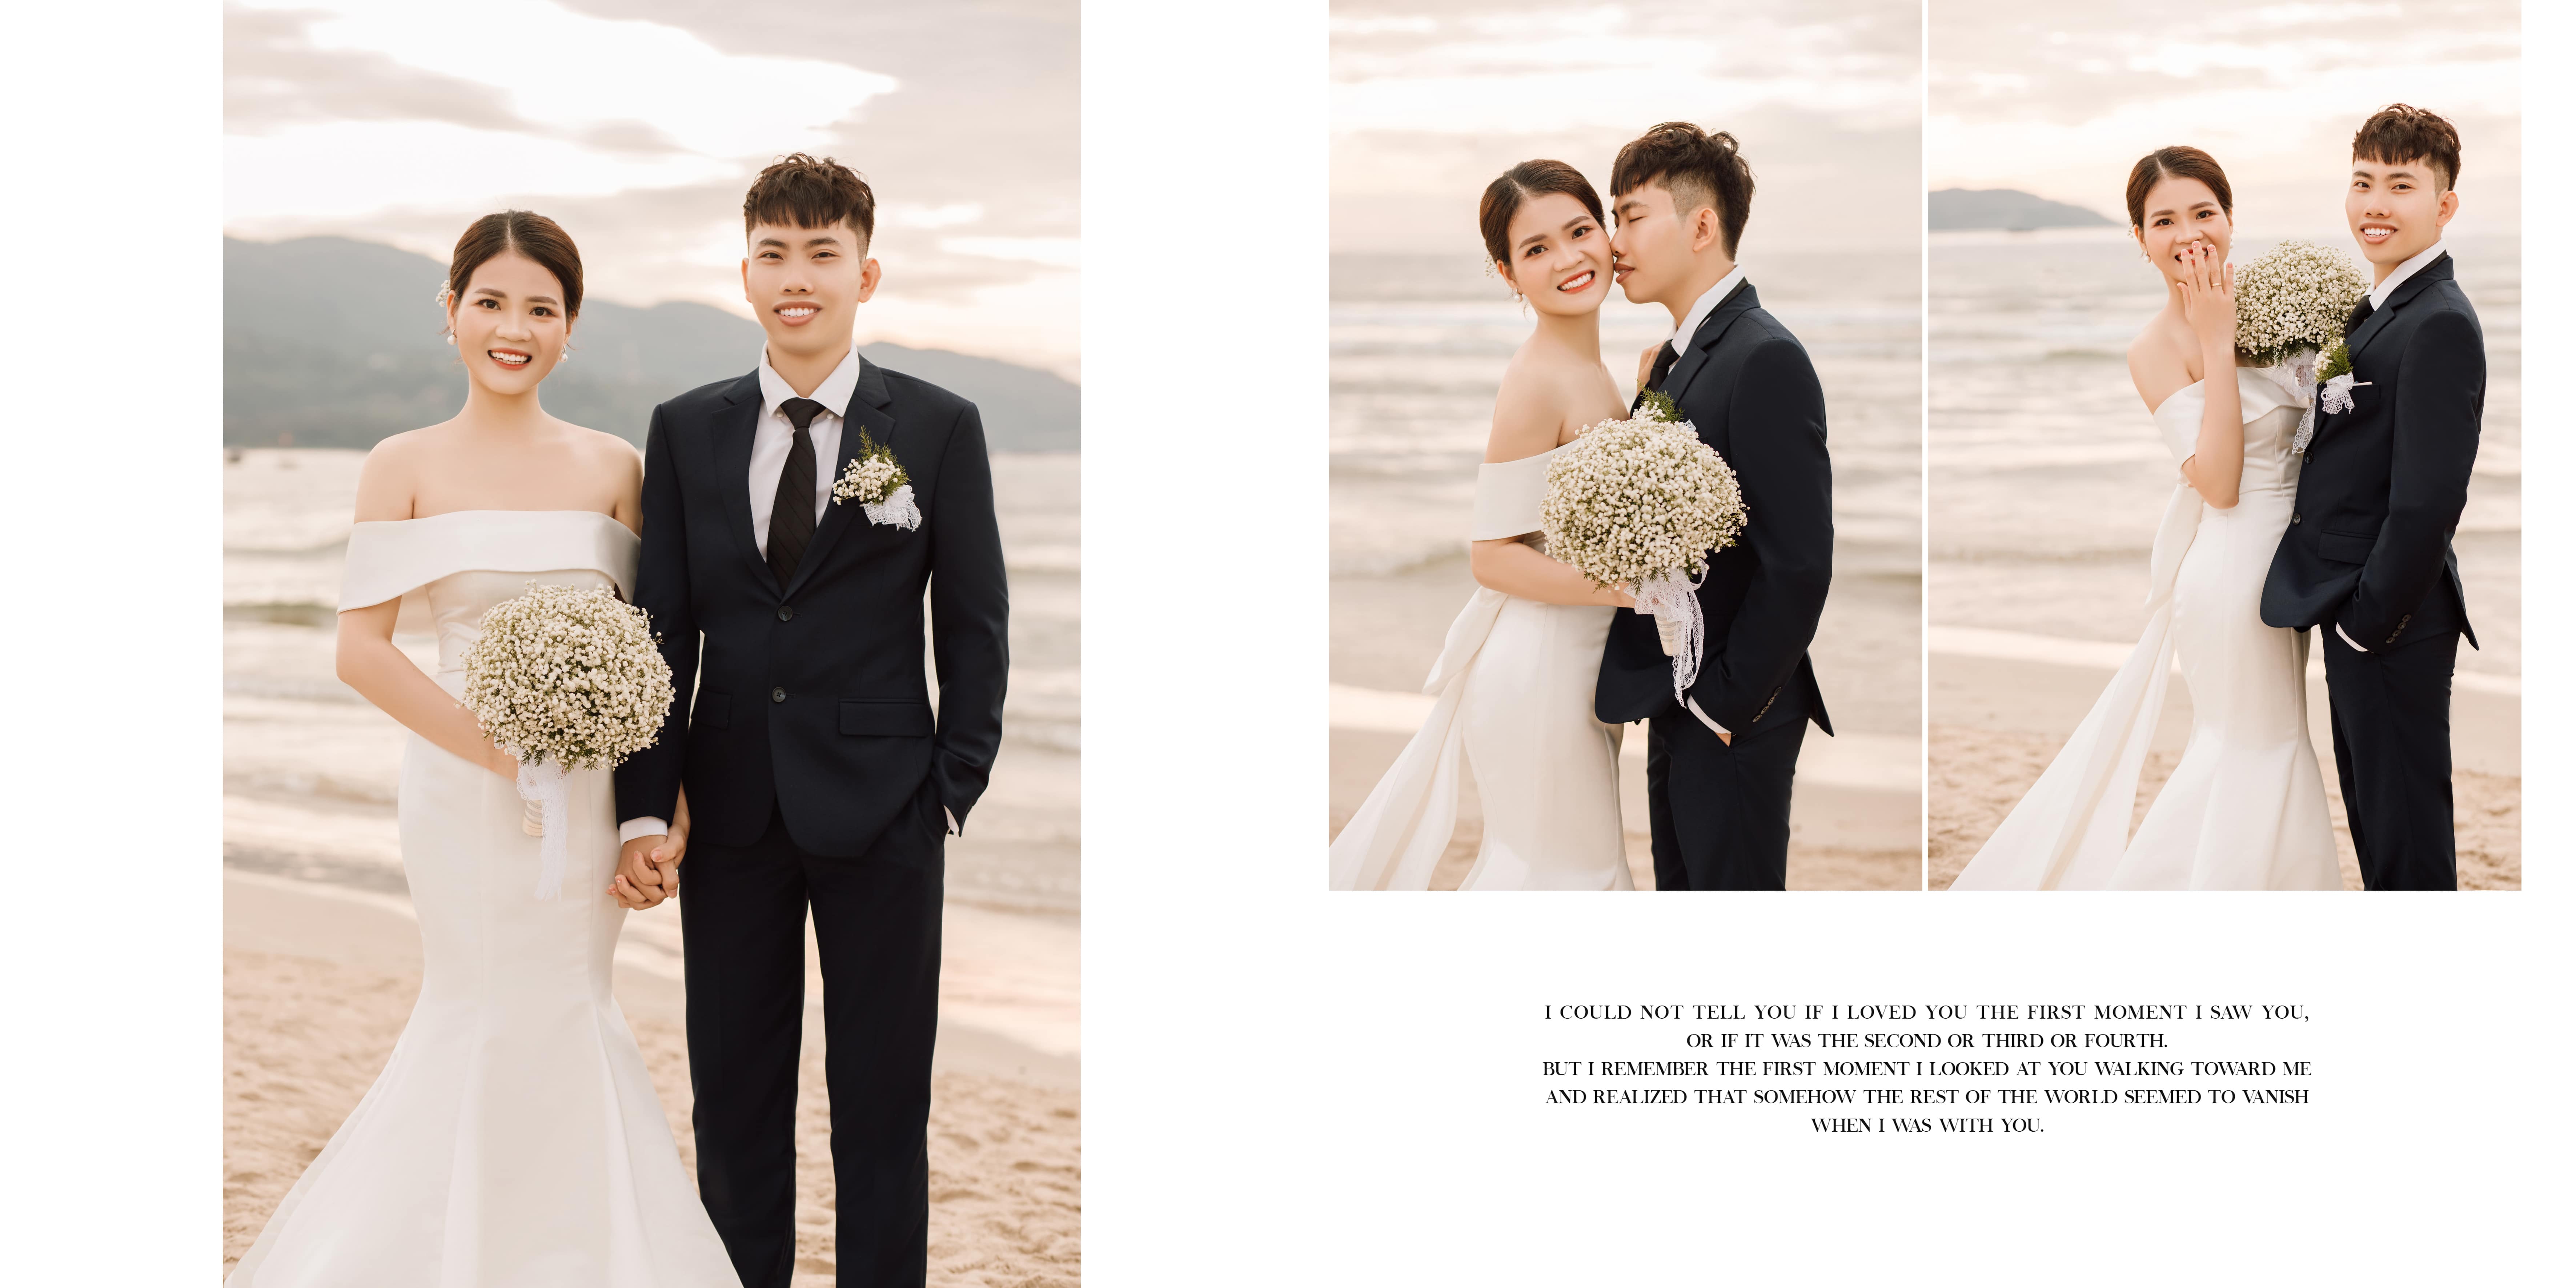 I COULD NOT TELL YOU IF I LOVED YOU THE FIRST MOMENT I SAW YOU,
OR IF IT WAS THE SECOND OR THIRD OR FOURTH.
BUT I REMEMBER THE FIRST MOMENT I LOOKED AT YOU WALKING TOWARD ME
AND REALIZED THAT SOMEHOW THE REST OF THE WORLD SEEMED TO VANISH
WHEN I WAS WITH YOU.